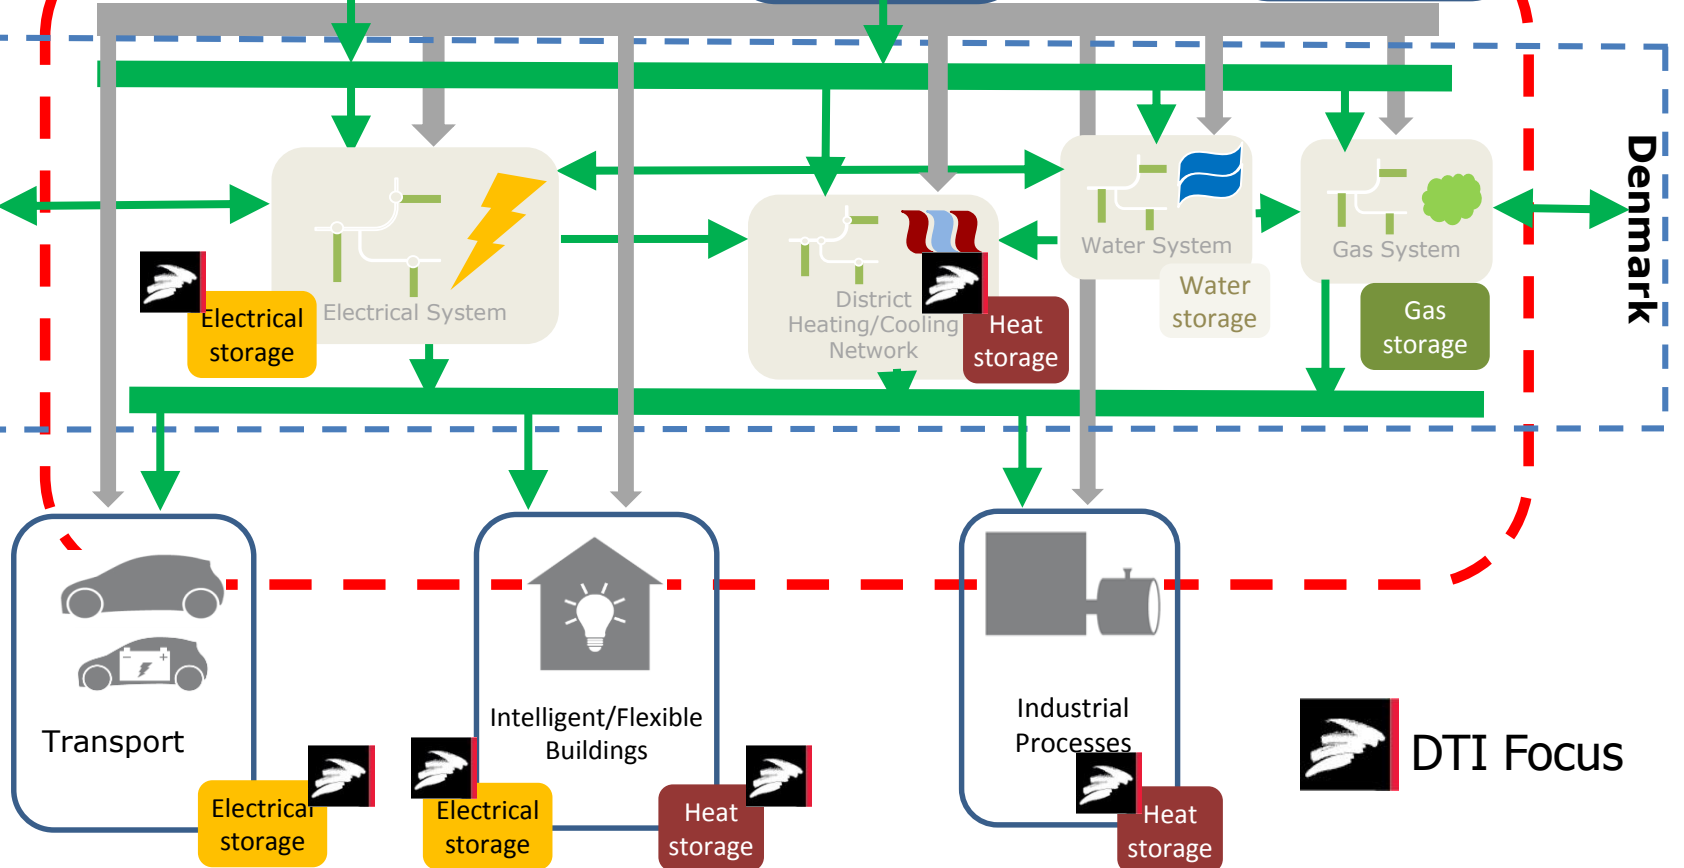 Denmark
Electrical System
Electrical
storage
District
Heating/Cooling
Network
Heat
storage
Water System
Water
storage
Gas System
Gas
storage
Transport
Electrical
storage
Intelligent/Flexible
Buildings
Electrical
storage
Heat
storage
Industrial
Processes
Heat
storage
DTI Focus